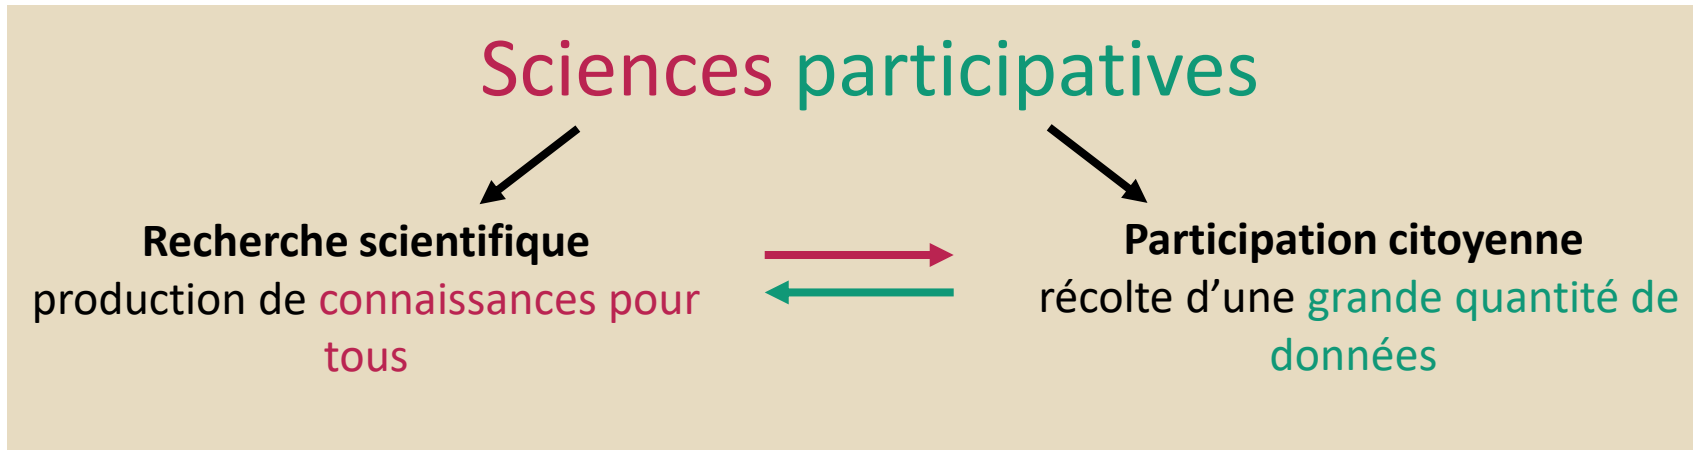 Sciences participatives
Recherche scientifique
production de connaissances pour
tous
Participation citoyenne
récolte d’une grande quantité de
données